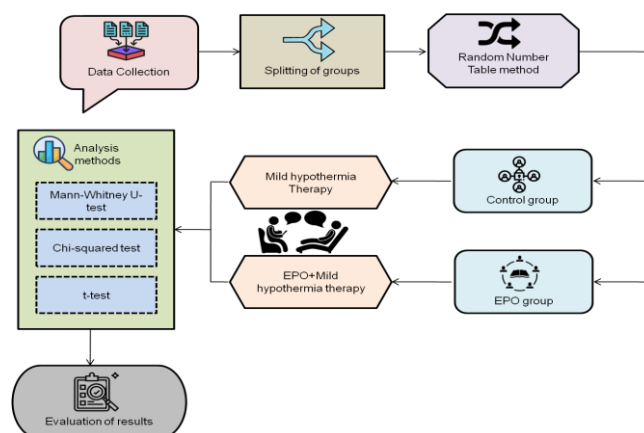 Data Collection
Splitting of groups
Random Number
Table method
Analysis
methods
Mann-Whitney U-
test
Chi-squared test
t-test
Mild hypothermia
Therapy
Control group
EPO+Mild
hypothermia therapy
EPO group
Evaluation of results